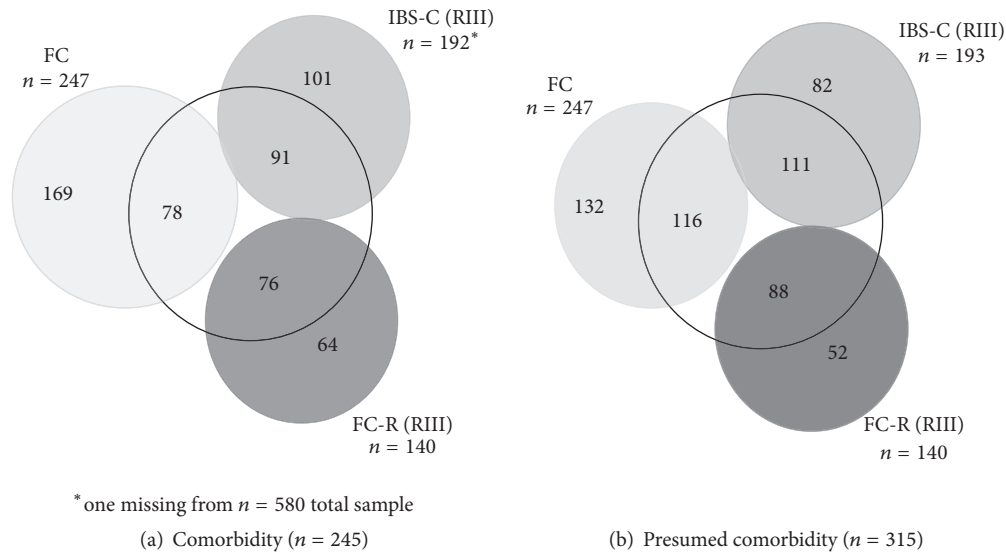 IBS-C (RIII)
n = 192*
FC
n = 247
101
91
169
78
76
64
FC-R (RIII)
n = 140
*one missing from n = 580 total sample
(a) Comorbidity (n = 245)
IBS-C (RIII)
n = 193
FC
n = 247
82
111
132
116
88
52
FC-R (RIII)
n = 140
(b) Presumed comorbidity (n = 315)